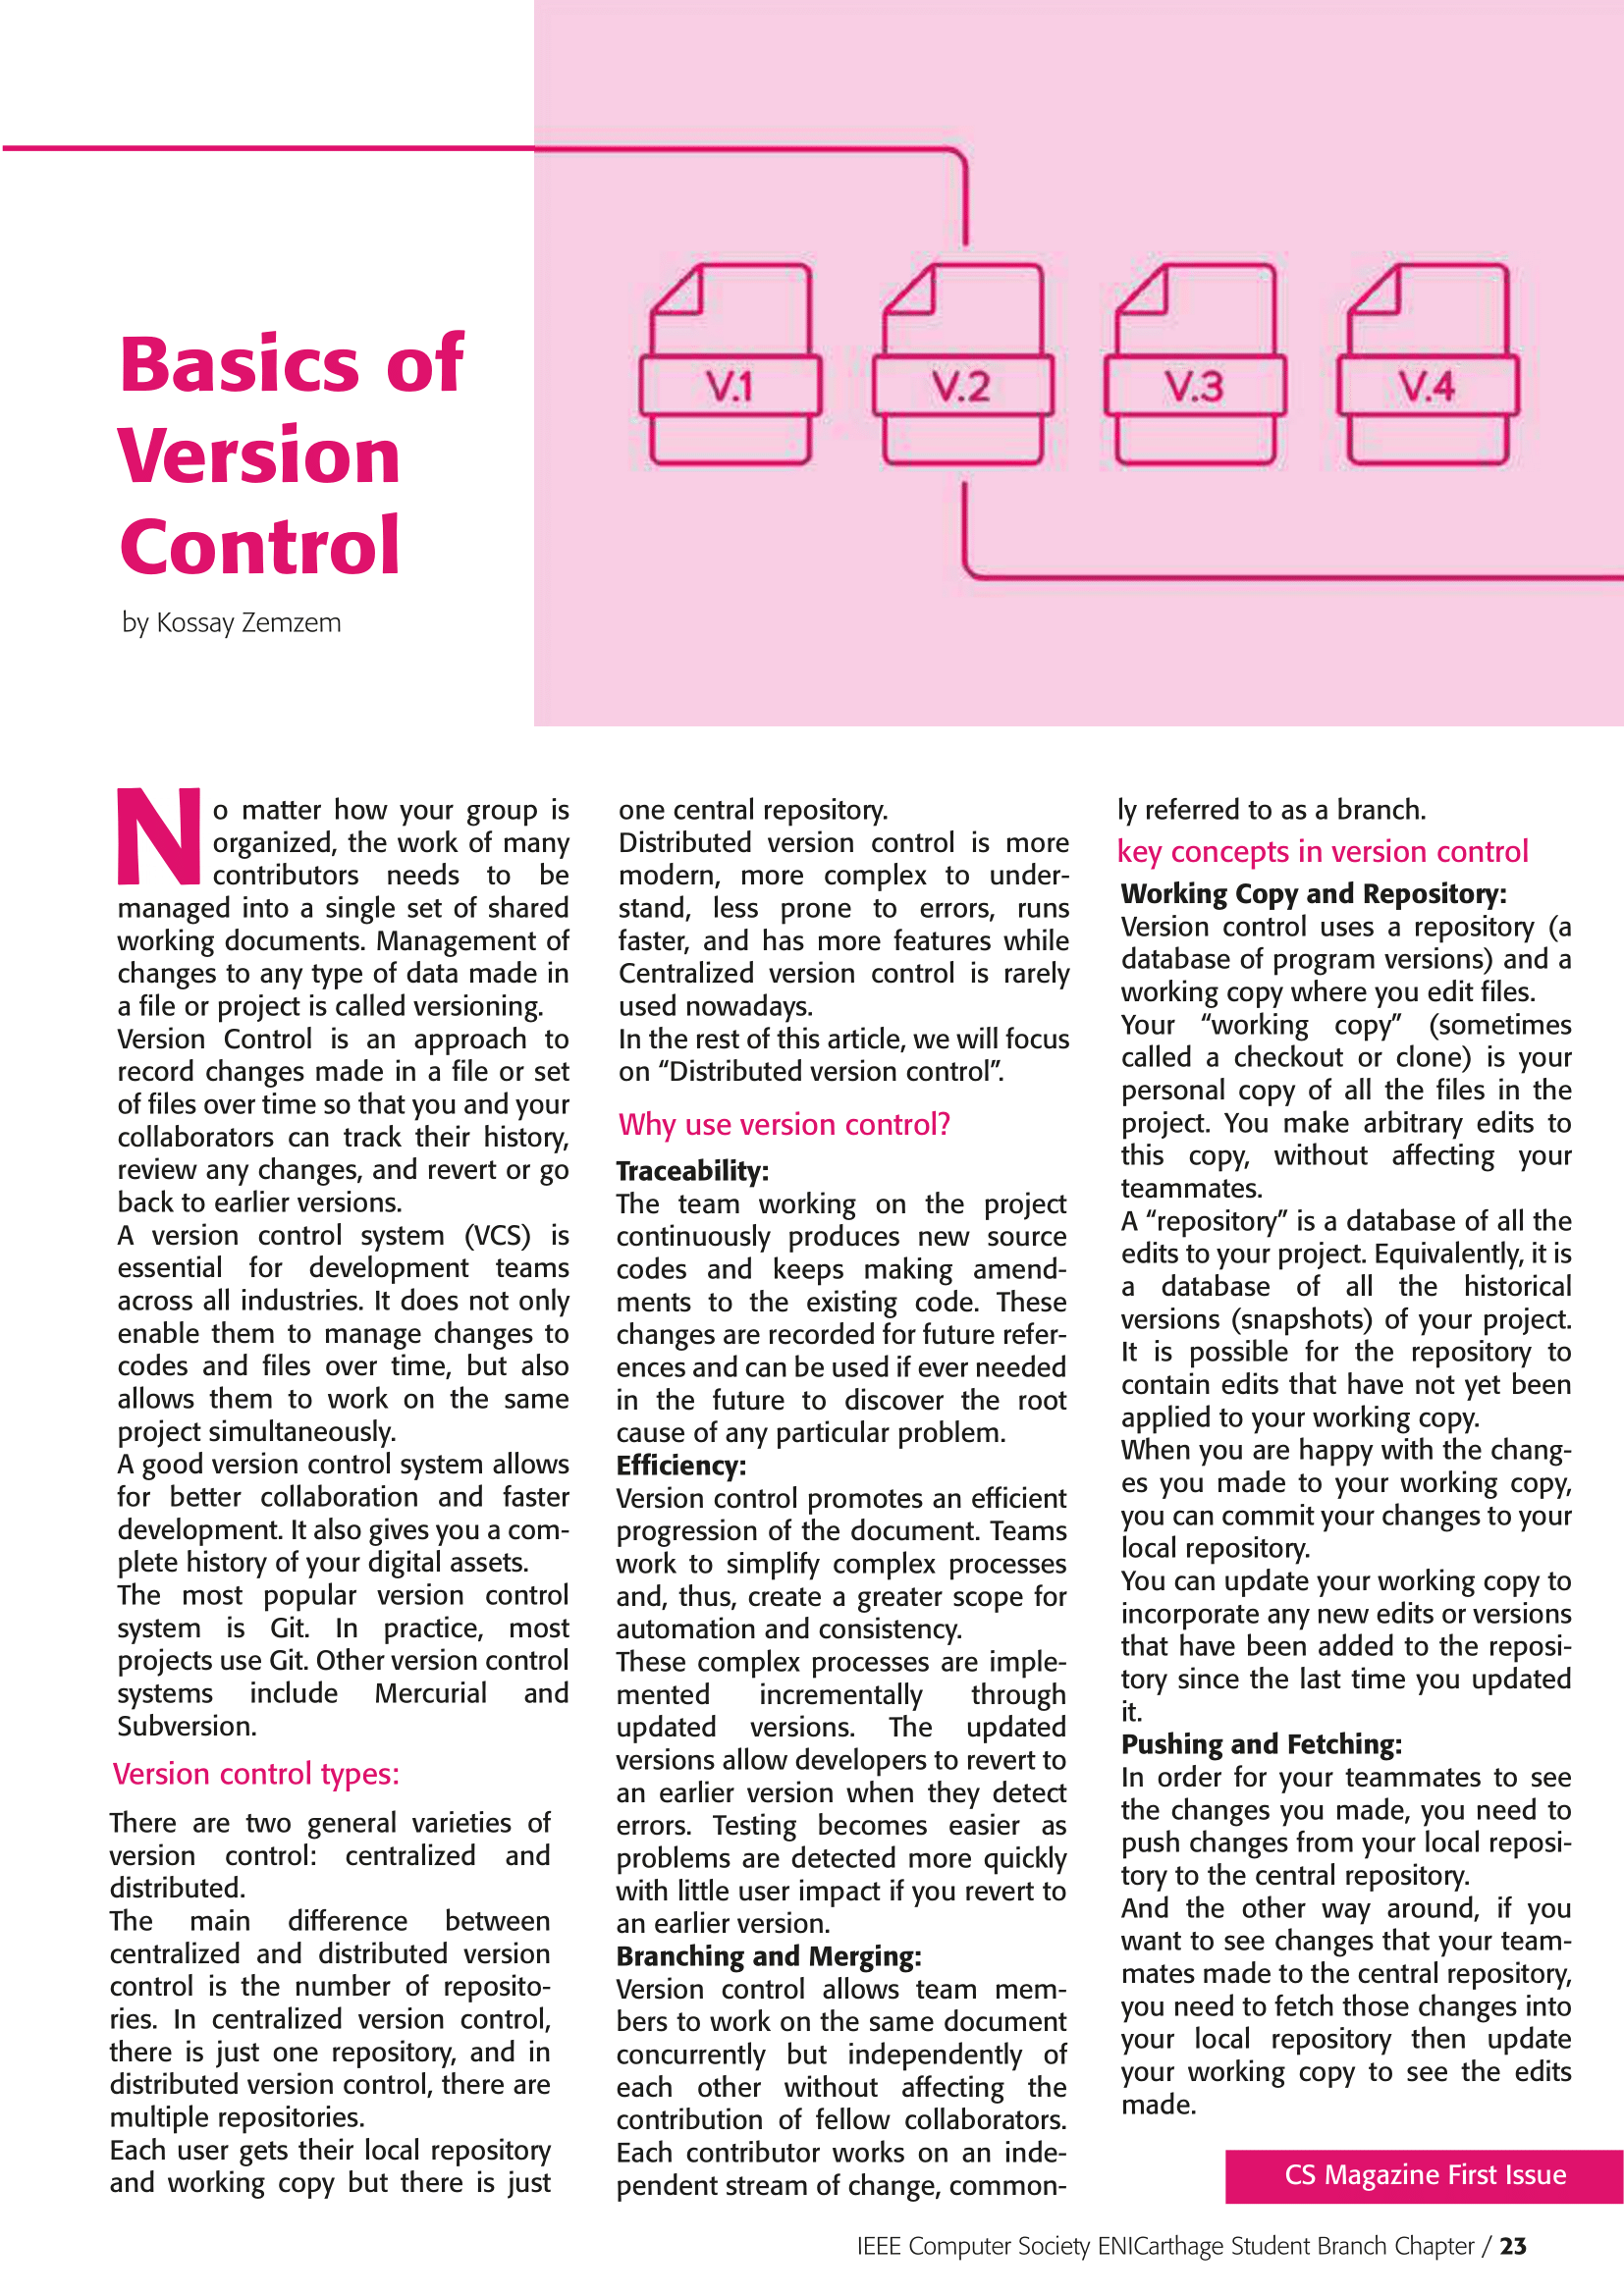 V.1
V.2
V.3
V.4
Basics of
Version
Control
by Kossay Zemzem
No matter how your group is
organized, the work of many
contributors needs to be
managed into a single set of shared
working documents. Management of
changes to any type of data made in
a file or project is called versioning.
Version Control is an approach to
record changes made in a file or set
of files over time so that you and your
collaborators can track their history,
review any changes, and revert or go
back to earlier versions.
A version control system (VCS) is
essential for development teams
across all industries. It does not only
enable them to manage changes to
codes and files over time, but also
allows them to work on the same
project simultaneously.
A good version control system allows
for better collaboration and faster
development. It also gives you a com-
plete history of your digital assets.
The most popular version control
system is Git. In practice, most
projects use Git. Other version control
systems include Mercurial and
Subversion.
Version control types:
There are two general varieties of
version control: centralized and
distributed.
The main difference between
centralized and distributed version
control is the number of reposito-
ries. In centralized version control,
there is just one repository, and in
distributed version control, there are
multiple repositories.
Each user gets their local repository
and working copy but there is just
one central repository.
Distributed version control is more
modern, more complex to under-
stand, less prone to errors, runs
faster, and has more features while
Centralized version control is rarely
used nowadays.
In the rest of this article, we will focus
on “Distributed version control”.
Why use version control?
Traceability:
The team working on the project
continuously produces new source
codes and keeps making amend-
ments to the existing code. These
changes are recorded for future refer-
ences and can be used if ever needed
in the future to discover the root
cause of any particular problem.
Efficiency:
Version control promotes an efficient
progression of the document. Teams
work to simplify complex processes
and, thus, create a greater scope for
automation and consistency.
These complex processes are imple-
mented incrementally through
updated versions. The updated
versions allow developers to revert to
an earlier version when they detect
errors. Testing becomes easier as
problems are detected more quickly
with little user impact if you revert to
an earlier version.
Branching and Merging:
Version control allows team mem-
bers to work on the same document
concurrently but independently of
each other without affecting the
contribution of fellow collaborators.
Each contributor works on an inde-
pendent stream of change, common-
ly referred to as a branch.
key concepts in version control
Working Copy and Repository:
Version control uses a repository (a
database of program versions) and a
working copy where you edit files.
Your “working copy” (sometimes
called a checkout or clone) is your
personal copy of all the files in the
project. You make arbitrary edits to
this copy, without affecting your
teammates.
A “repository” is a database of all the
edits to your project. Equivalently, it is
a database of all the historical
versions (snapshots) of your project.
It is possible for the repository to
contain edits that have not yet been
applied to your working copy.
When you are happy with the chang-
es you made to your working copy,
you can commit your changes to your
local repository.
You can update your working copy to
incorporate any new edits or versions
that have been added to the reposi-
tory since the last time you updated
it.
Pushing and Fetching:
In order for your teammates to see
the changes you made, you need to
push changes from your local reposi-
tory to the central repository.
And the other way around, if you
want to see changes that your team-
mates made to the central repository,
you need to fetch those changes into
your local repository then update
your working copy to see the edits
made.
CS Magazine First Issue
IEEE Computer Society ENICarthage Student Branch Chapter / 23